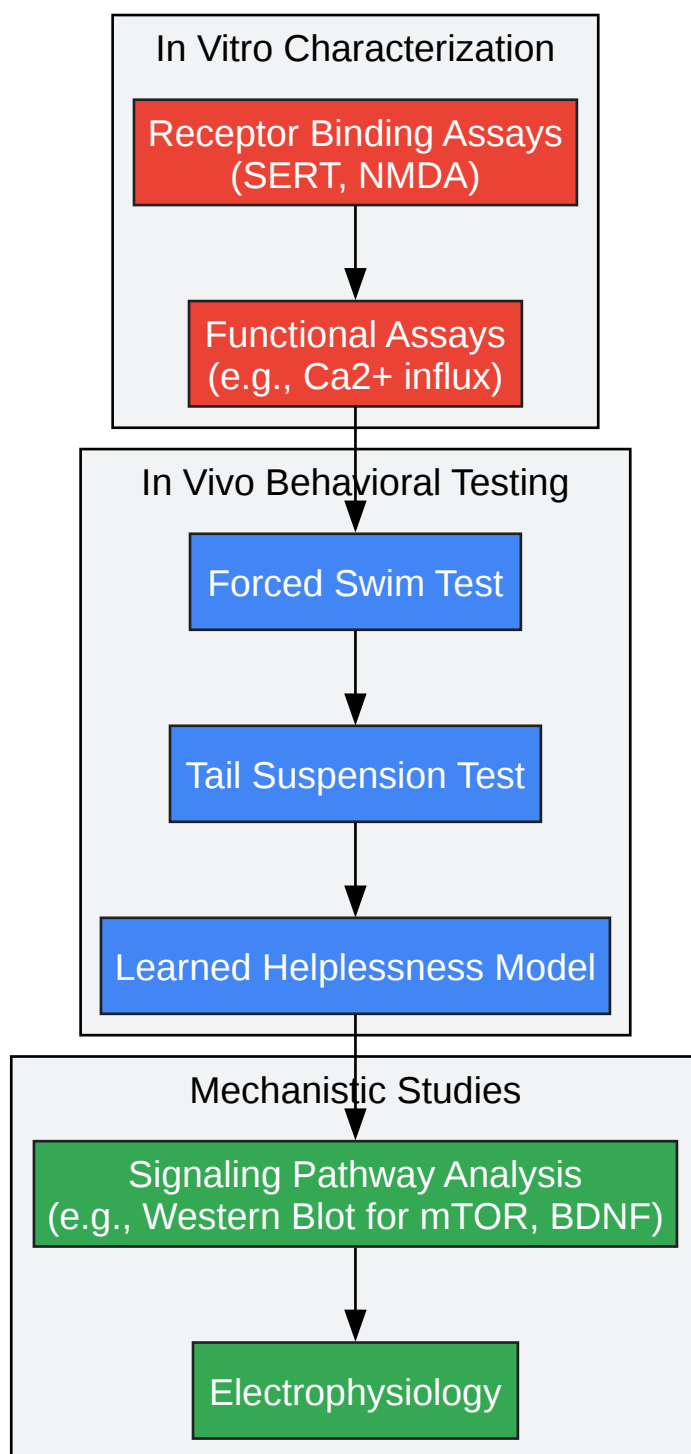 In Vitro Characterization
Receptor Binding Assays
(SERT, NMDA)
Functional Assays
(e.g., Ca2+ influx)
In Vivo Behavioral Testing
Forced Swim Test
Tail Suspension Test
Learned Helplessness Model
Mechanistic Studies
Signaling Pathway Analysis
(e.g., Western Blot for mTOR, BDNF)
Electrophysiology